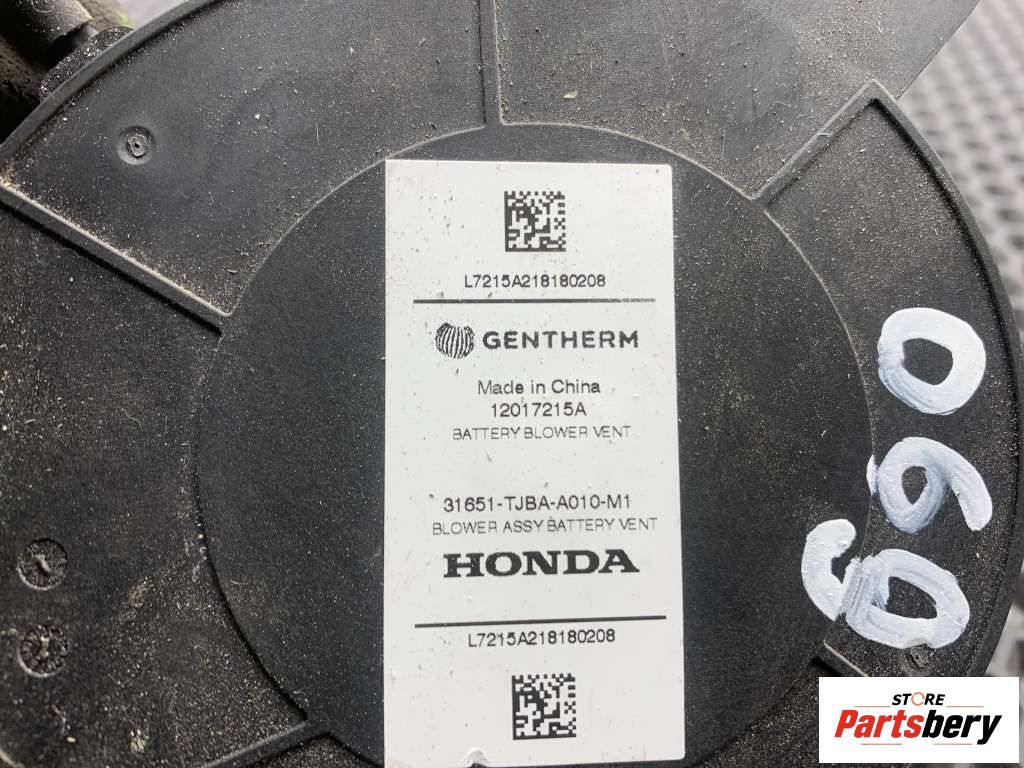 L7215A218180208
GENTHERM
Made in China
12017215A
BATTERY BLOWER VENT
31651-TJBA-A010-M1
BLOWER ASSY BATTERY VENT
HONDA
L7215A218180208
STORE
Partsbery